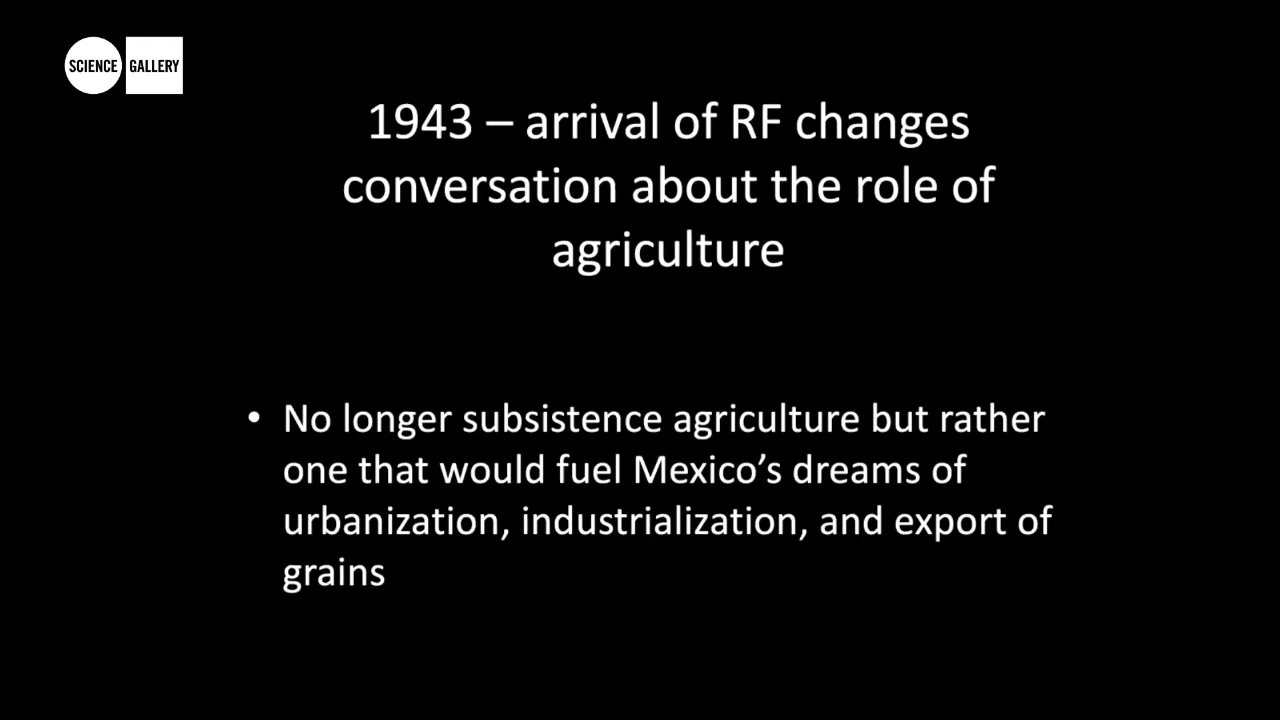 SCIENCE GALLERY
1943 – arrival of RF changes
conversation about the role of
agriculture
• No longer subsistence agriculture but rather
one that would fuel Mexico’s dreams of
urbanization, industrialization, and export of
grains